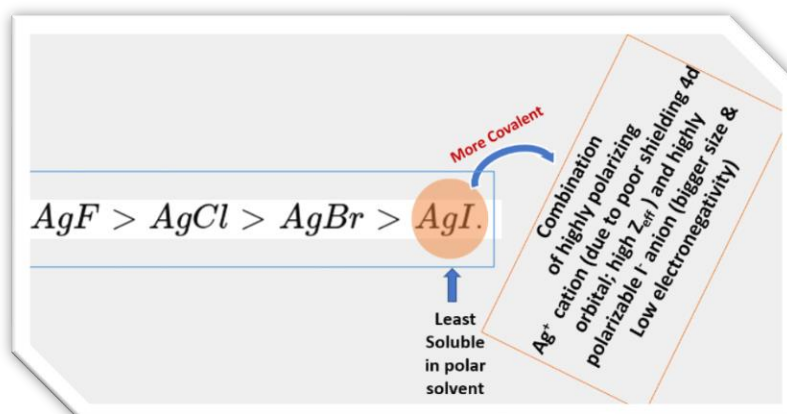 More Covalent
AgF > AgCl > AgBr > AgI.
Least
Soluble
in polar
solvent
Combination
of highly polarizing
Ag⁺ cation (due to poor shielding 4d
orbital; high Zeff ) and highly
polarizable I⁻ anion (bigger size &
Low electronegativity)